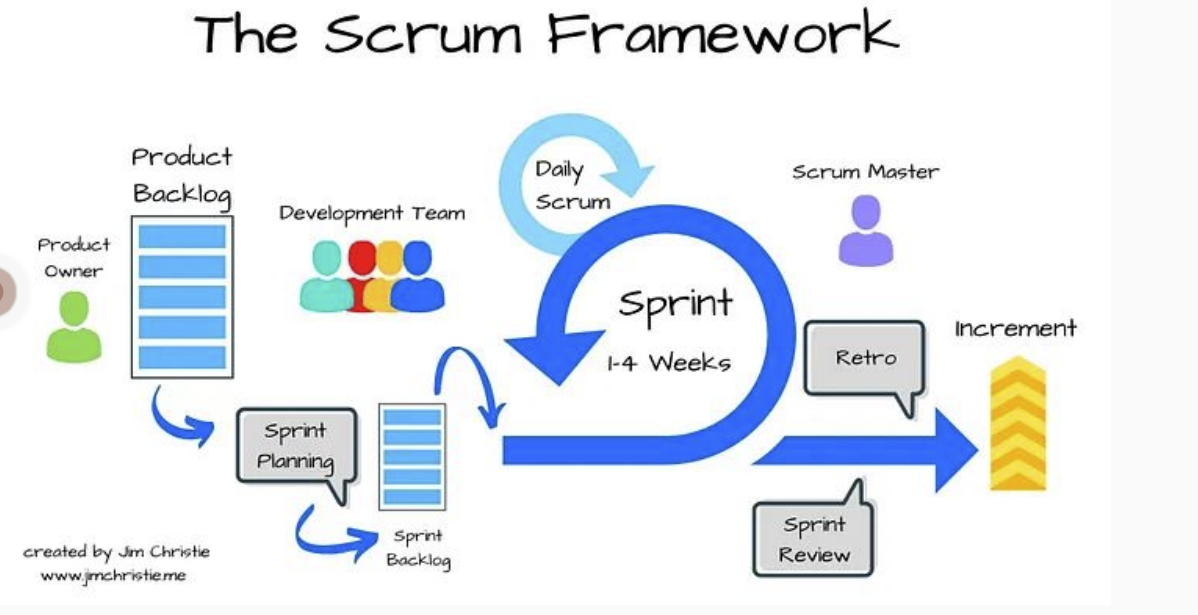 The Scrum Framework
Product
Backlog
Product
Owner
Development Team
Daily
Scrum
Scrum Master
Sprint
1-4 Weeks
Retro
Increment
Sprint
Planning
Sprint
Backlog
Sprint
Review
created by Jim Christie
www.jimchristie.me